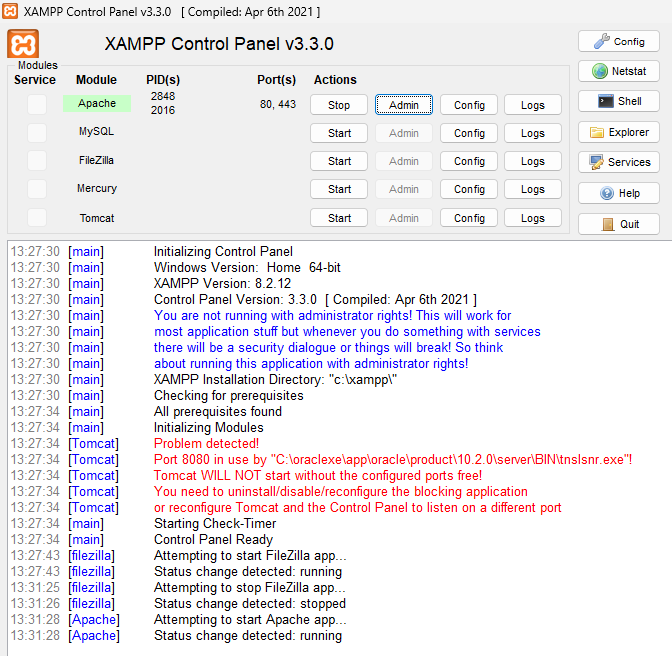 XAMPP Control Panel v3.3.0 [ Compiled: Apr 6th 2021 ]
XAMPP Control Panel v3.3.0
Config
Modules
Service Module PID(s) Port(s) Actions
Netstat
Apache 2848 2016 80, 443 Stop Admin Config Logs
Shell
MySQL Start Admin Config Logs
Explorer
FileZilla Start Admin Config Logs
Services
Mercury Start Admin Config Logs
Help
Tomcat Start Admin Config Logs
Quit
13:27:30 [main] Initializing Control Panel
13:27:30 [main] Windows Version: Home 64-bit
13:27:30 [main] XAMPP Version: 8.2.12
13:27:30 [main] Control Panel Version: 3.3.0 [ Compiled: Apr 6th 2021 ]
13:27:30 [main] You are not running with administrator rights! This will work for
13:27:30 [main] most application stuff but whenever you do something with services
13:27:30 [main] there will be a security dialogue or things will break! So think
13:27:30 [main] about running this application with administrator rights!
13:27:30 [main] XAMPP Installation Directory: "c:\xampp\"
13:27:30 [main] Checking for prerequisites
13:27:34 [main] All prerequisites found
13:27:34 [main] Initializing Modules
13:27:34 [Tomcat] Problem detected!
13:27:34 [Tomcat] Port 8080 in use by "C:\oraclexe\app\oracle\product\10.2.0\server\BIN\tnslsnr.exe"!
13:27:34 [Tomcat] Tomcat WILL NOT start without the configured ports free!
13:27:34 [Tomcat] You need to uninstall/disable/reconfigure the blocking application
13:27:34 [Tomcat] or reconfigure Tomcat and the Control Panel to listen on a different port
13:27:34 [main] Starting Check-Timer
13:27:34 [main] Control Panel Ready
13:27:43 [filezilla] Attempting to start FileZilla app...
13:27:43 [filezilla] Status change detected: running
13:31:25 [filezilla] Attempting to stop FileZilla app...
13:31:26 [filezilla] Status change detected: stopped
13:31:28 [Apache] Attempting to start Apache app...
13:31:28 [Apache] Status change detected: running